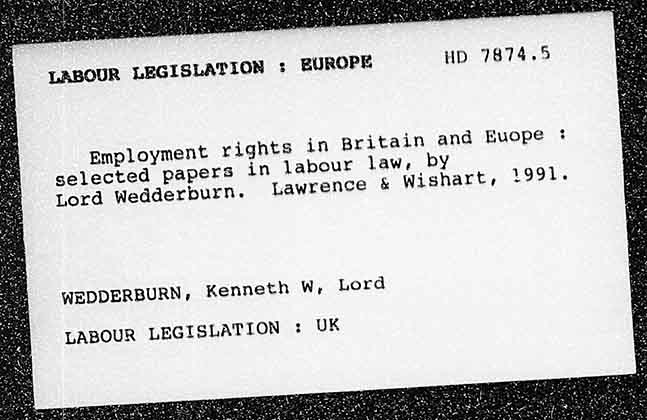 LABOUR LEGISLATION : EUROPE HD 7874.5
Employment rights in Britain and Euope :
selected papers in labour law, by
Lord Wedderburn. Lawrence & Wishart, 1991.
WEDDERBURN, Kenneth W, Lord
LABOUR LEGISLATION : UK